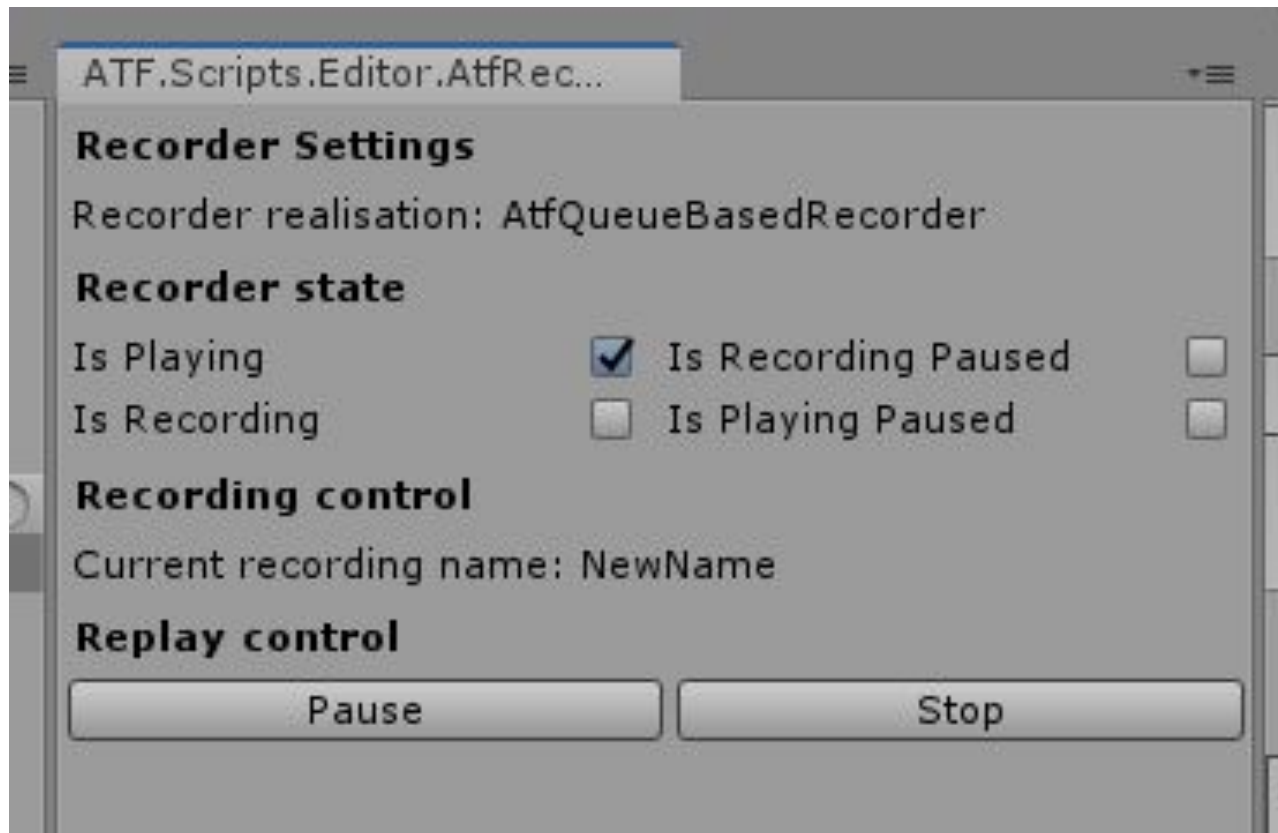 ATF.Scripts.Editor.AtfRec...
Recorder Settings
Recorder realisation: AtfQueueBasedRecorder
Recorder state
Is Playing Is Recording Paused
Is Recording Is Playing Paused
Recording control
Current recording name: NewName
Replay control
Pause Stop